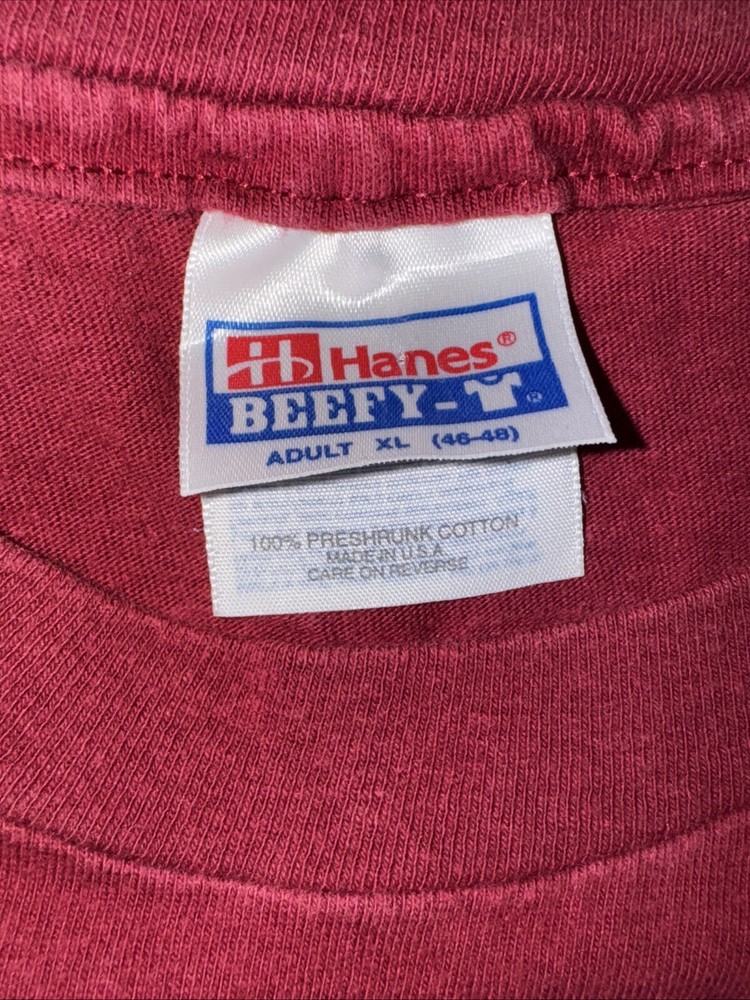 Hanes®
BEEFY-T®
ADULT XL (46-48)
100% PRESHRUNK COTTON
MADE IN U.S.A
CARE ON REVERSE